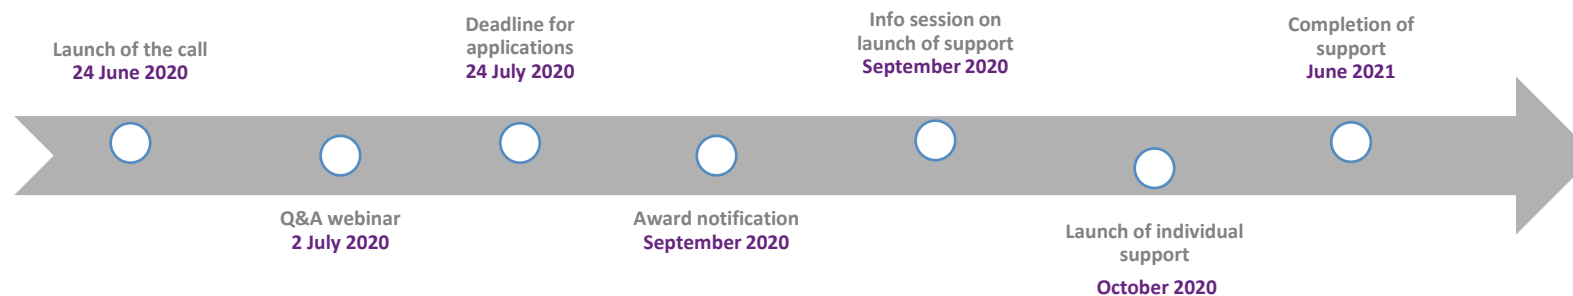 Launch of the call
24 June 2020
Q&A webinar
2 July 2020
Deadline for
applications
24 July 2020
Award notification
September 2020
Info session on
launch of support
September 2020
Launch of individual
support
October 2020
Completion of
support
June 2021